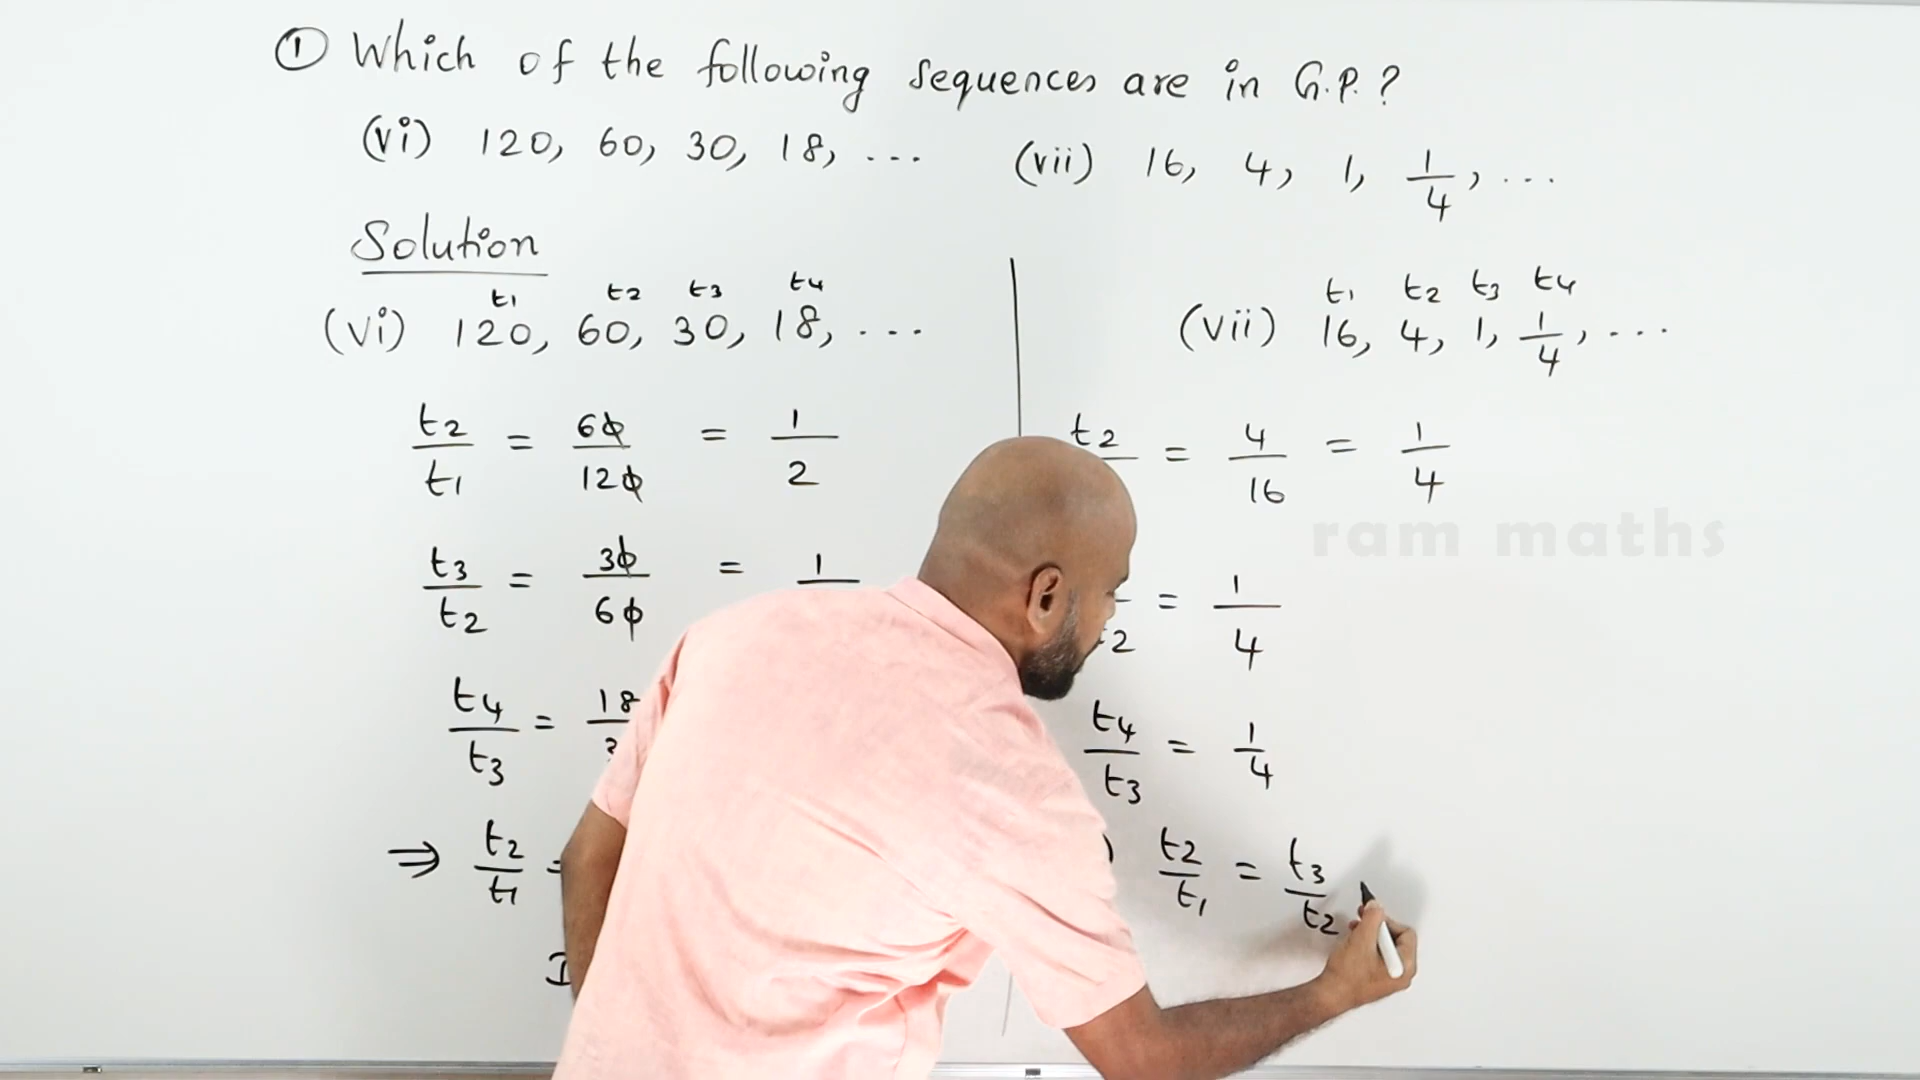 ① Which of the following sequences are in G.P.?
(vi) 120, 60, 30, 18, ... (vii) 16, 4, 1, 1/4, ...
Solution
t1 t2 t3 t4
(vi) 120, 60, 30, 18, ...
t2/t1 = 60/120 = 1/2
t3/t2 = 30/60 = 1
t4/t3 = 18
⇒ t2/t1 =
t1 t2 t3 t4
(vii) 16, 4, 1, 1/4, ...
t2 = 4/16 = 1/4
t2 = 1/4
t4/t3 = 1/4
t2/t1 = t3/t2
ram maths